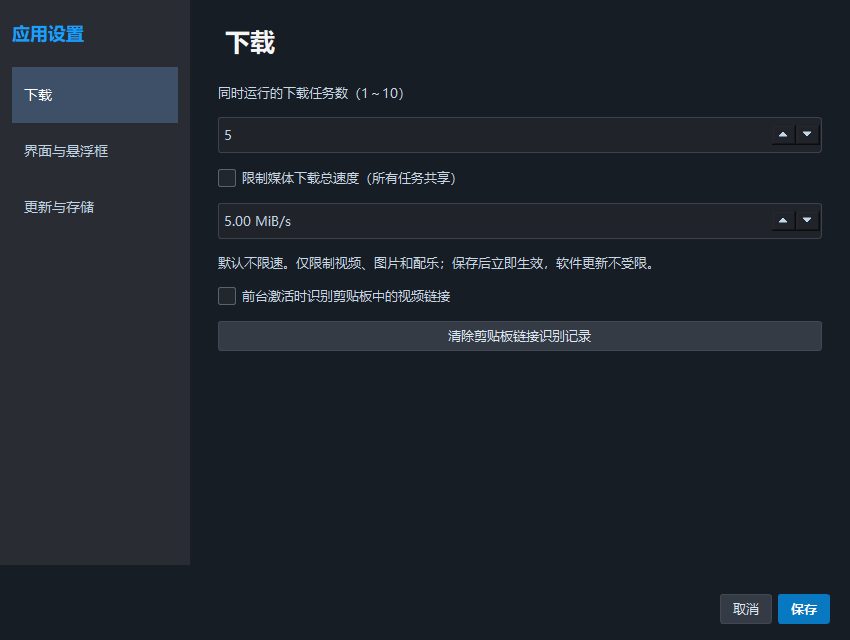 应用设置
下载
界面与悬浮框
更新与存储
下载
同时运行的下载任务数（1～10）
5
限制媒体下载总速度（所有任务共享）
5.00 MiB/s
默认不限速。仅限制视频、图片和配乐；保存后立即生效，软件更新不受限。
前台激活时识别剪贴板中的视频链接
清除剪贴板链接识别记录
取消
保存